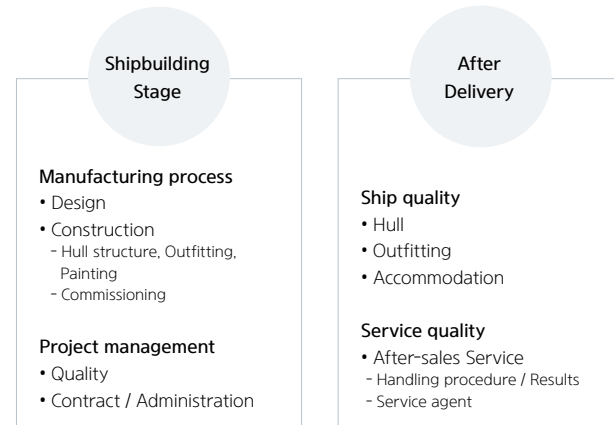 Shipbuilding
Stage
Manufacturing process
• Design
• Construction
- Hull structure, Outfitting,
Painting
- Commissioning
Project management
• Quality
• Contract / Administration
After
Delivery
Ship quality
• Hull
• Outfitting
• Accommodation
Service quality
• After-sales Service
- Handling procedure / Results
- Service agent